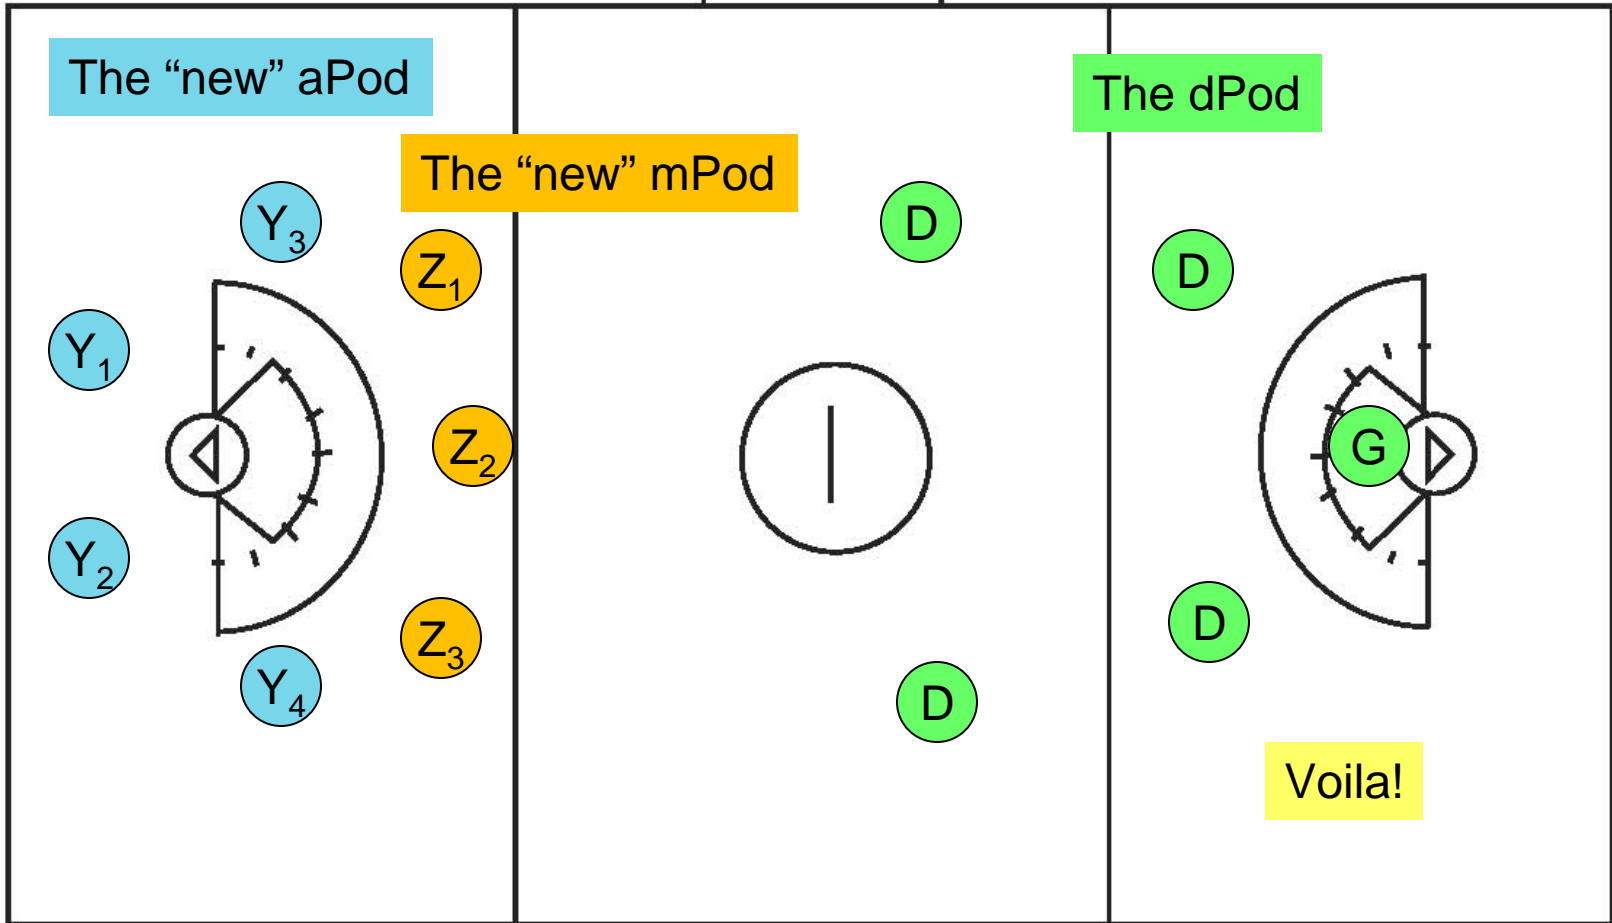 The “new” aPod
The dPod
The “new” mPod
Y3
D
Z1
D
Y1
Z2
G
Y2
Z3
D
Y4
D
Voila!